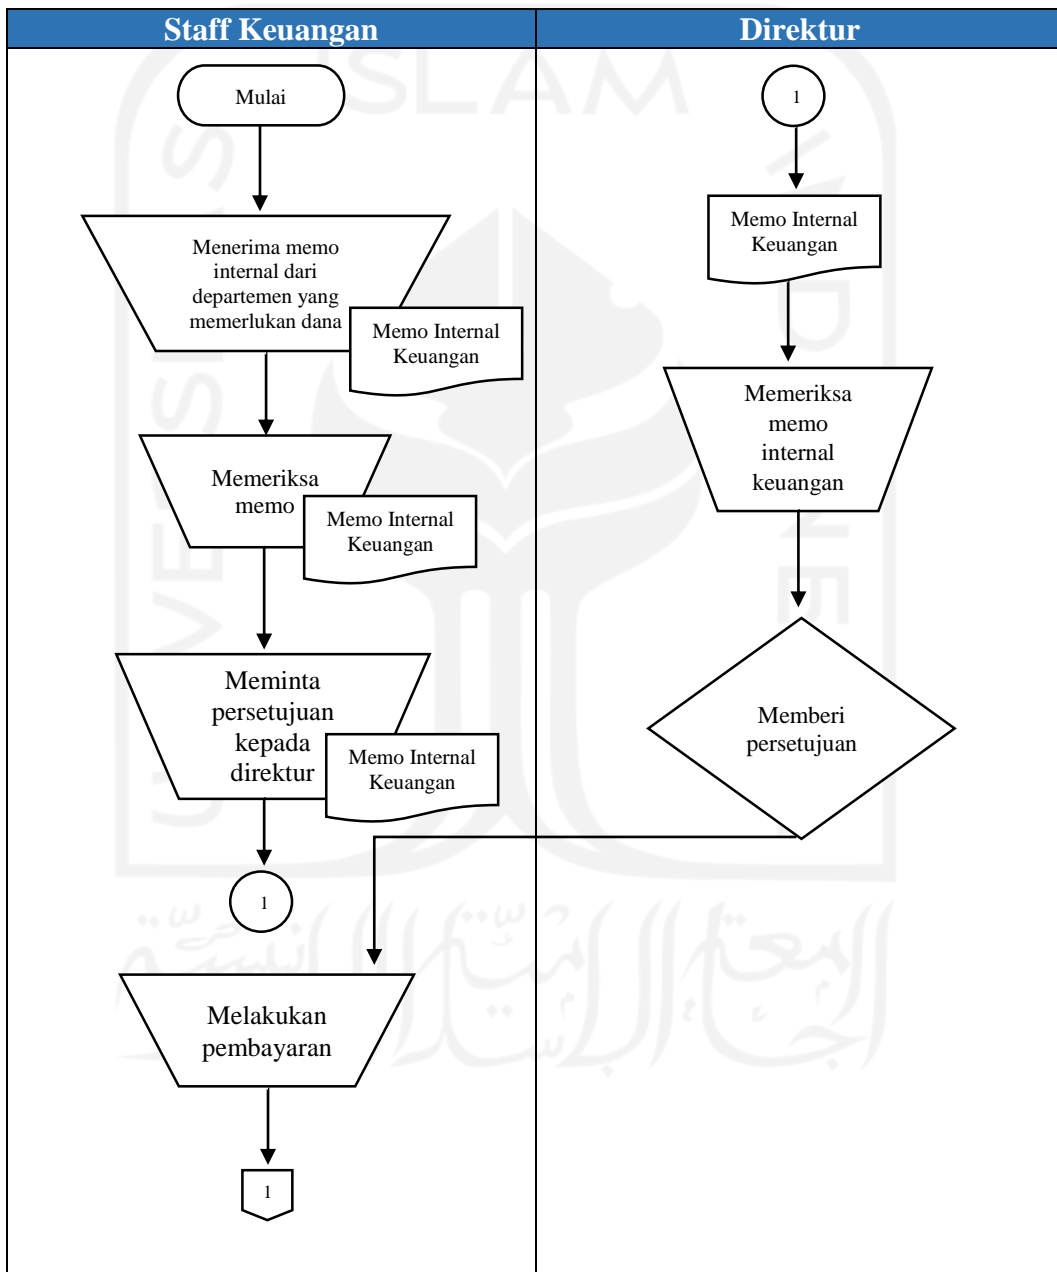 Staff Keuangan
Direktur
Mulai
Menerima memo
internal dari
departemen yang
memerlukan dana
Memo Internal
Keuangan
Memeriksa
memo
Memo Internal
Keuangan
Meminta
persetujuan
kepada
direktur
Memo Internal
Keuangan
1
Melakukan
pembayaran
1
1
Memo Internal
Keuangan
Memeriksa
memo
internal
keuangan
Memberi
persetujuan
ISLAM